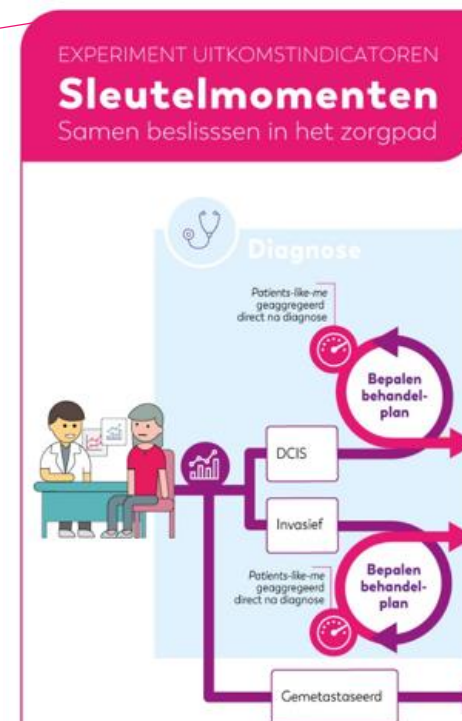 EXPERIMENT UITKOMSTINDICATOREN
Sleutelmomenten
Samen beslisssen in het zorgpad
Diagnose
Patients-like-me
geaggregeerd
direct na diagnose
Bepalen
behandel-
plan
DCIS
Invasief
Patients-like-me
geaggregeerd
direct na diagnose
Bepalen
behandel-
plan
Gemetastaseerd